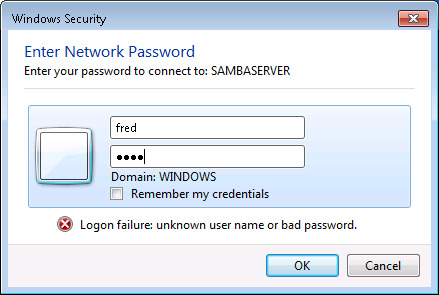 Windows Security
Enter Network Password
Enter your password to connect to: SAMBASERVER
fred
●●●●
Domain: WINDOWS
Remember my credentials
Logon failure: unknown user name or bad password.
OK
Cancel